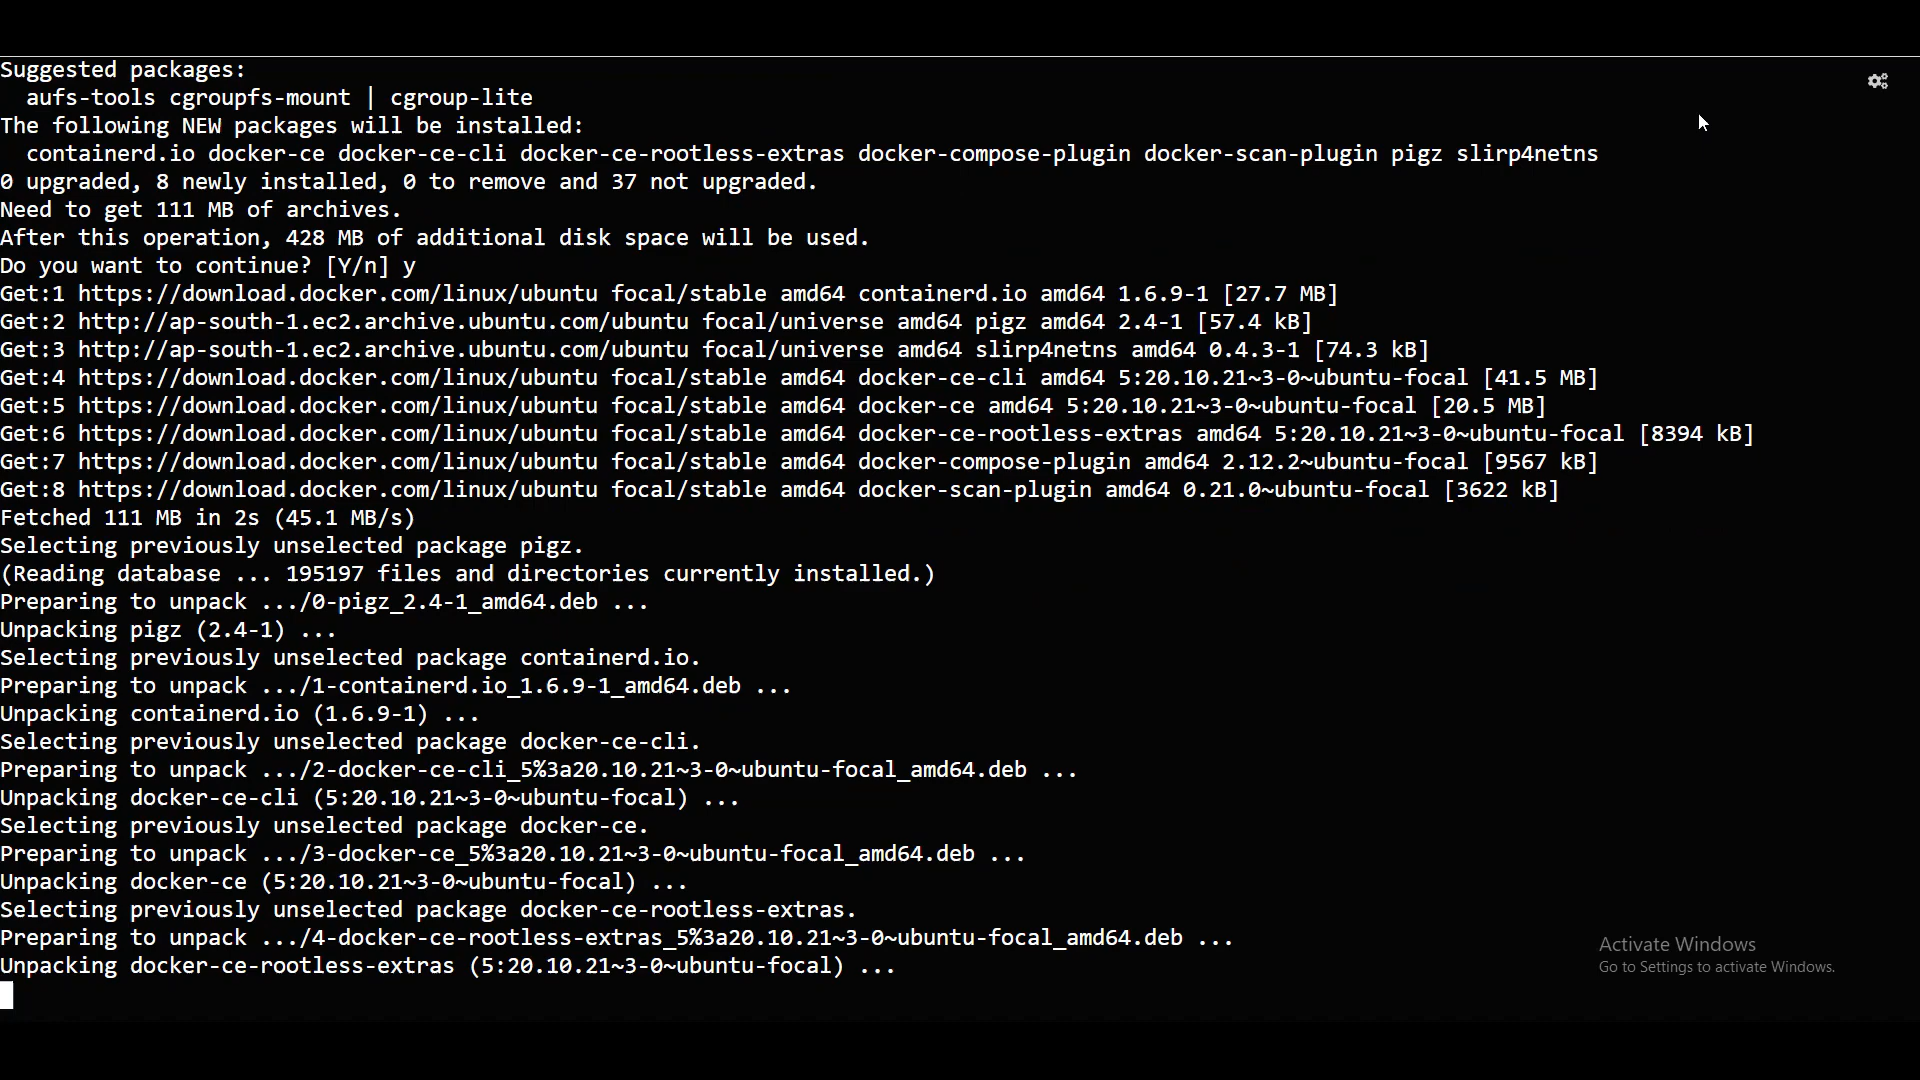 Suggested packages:
  aufs-tools cgroupfs-mount | cgroup-lite
The following NEW packages will be installed:
  containerd.io docker-ce docker-ce-cli docker-ce-rootless-extras docker-compose-plugin docker-scan-plugin pigz slirp4netns
0 upgraded, 8 newly installed, 0 to remove and 37 not upgraded.
Need to get 111 MB of archives.
After this operation, 428 MB of additional disk space will be used.
Do you want to continue? [Y/n] y
Get:1 https://download.docker.com/linux/ubuntu focal/stable amd64 containerd.io amd64 1.6.9-1 [27.7 MB]
Get:2 http://ap-south-1.ec2.archive.ubuntu.com/ubuntu focal/universe amd64 pigz amd64 2.4-1 [57.4 kB]
Get:3 http://ap-south-1.ec2.archive.ubuntu.com/ubuntu focal/universe amd64 slirp4netns amd64 0.4.3-1 [74.3 kB]
Get:4 https://download.docker.com/linux/ubuntu focal/stable amd64 docker-ce-cli amd64 5:20.10.21~3-0~ubuntu-focal [41.5 MB]
Get:5 https://download.docker.com/linux/ubuntu focal/stable amd64 docker-ce amd64 5:20.10.21~3-0~ubuntu-focal [20.5 MB]
Get:6 https://download.docker.com/linux/ubuntu focal/stable amd64 docker-ce-rootless-extras amd64 5:20.10.21~3-0~ubuntu-focal [8394 kB]
Get:7 https://download.docker.com/linux/ubuntu focal/stable amd64 docker-compose-plugin amd64 2.12.2~ubuntu-focal [9567 kB]
Get:8 https://download.docker.com/linux/ubuntu focal/stable amd64 docker-scan-plugin amd64 0.21.0~ubuntu-focal [3622 kB]
Fetched 111 MB in 2s (45.1 MB/s)
Selecting previously unselected package pigz.
(Reading database ... 195197 files and directories currently installed.)
Preparing to unpack .../0-pigz_2.4-1_amd64.deb ...
Unpacking pigz (2.4-1) ...
Selecting previously unselected package containerd.io.
Preparing to unpack .../1-containerd.io_1.6.9-1_amd64.deb ...
Unpacking containerd.io (1.6.9-1) ...
Selecting previously unselected package docker-ce-cli.
Preparing to unpack .../2-docker-ce-cli_5%3a20.10.21~3-0~ubuntu-focal_amd64.deb ...
Unpacking docker-ce-cli (5:20.10.21~3-0~ubuntu-focal) ...
Selecting previously unselected package docker-ce.
Preparing to unpack .../3-docker-ce_5%3a20.10.21~3-0~ubuntu-focal_amd64.deb ...
Unpacking docker-ce (5:20.10.21~3-0~ubuntu-focal) ...
Selecting previously unselected package docker-ce-rootless-extras.
Preparing to unpack .../4-docker-ce-rootless-extras_5%3a20.10.21~3-0~ubuntu-focal_amd64.deb ...
Unpacking docker-ce-rootless-extras (5:20.10.21~3-0~ubuntu-focal) ...
Activate Windows
Go to Settings to activate Windows.